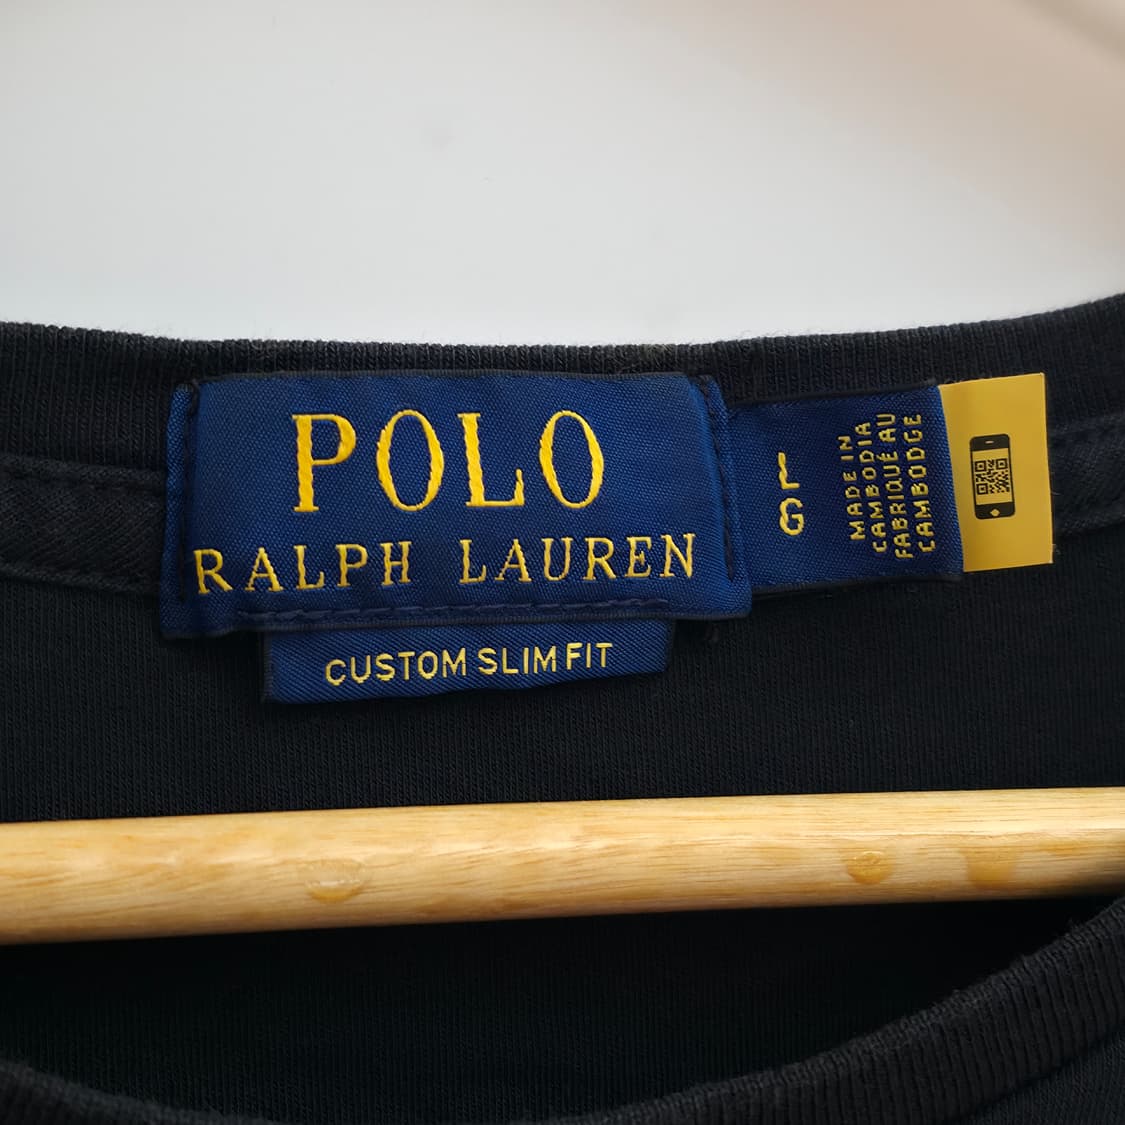 POLO
RALPH LAUREN
CUSTOM SLIM FIT
L
G
MADE IN
CAMBODIA
FABRIQUÉ AU
CAMBODGE